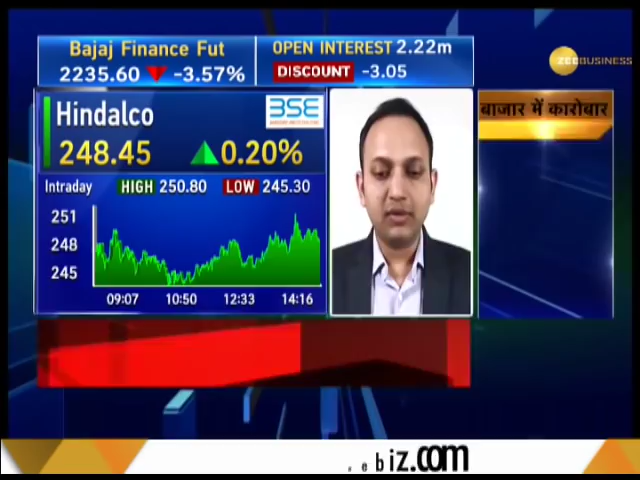 Bajaj Finance Fut
2235.60 -3.57%
OPEN INTEREST 2.22m
DISCOUNT -3.05
ZEE BUSINESS
Hindalco
BSE
248.45 0.20%
Intraday HIGH 250.80 LOW 245.30
251
248
245
09:07 10:50 12:33 14:16
बाजार में कारोबार
ebiz.com